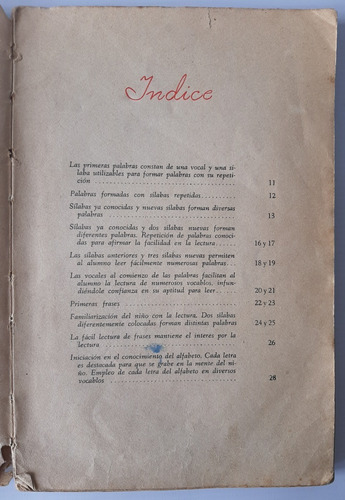 Indice
Las primeras palabras constan de una vocal y una sí-
laba utilizables para formar palabras con su repeti-
ción . . . . . . . . . . . . . . . . . . . . 11
Palabras formadas con sílabas repetidas . . . . . . . . . 12
Sílabas ya conocidas y nuevas sílabas forman diversas
palabras . . . . . . . . . . . . . . . . . . . . 13
Sílabas ya conocidas y dos sílabas nuevas forman
diferentes palabras. Repetición de palabras conoci-
das para afirmar la facilidad en la lectura . . . . . 16 y 17
Las sílabas anteriores y tres sílabas nuevas permiten
al alumno leer fácilmente numerosas palabras . . . 18 y 19
Las vocales al comienzo de las palabras facilitan al
alumno la lectura de numerosos vocablos, infun-
diéndole confianza en su aptitud para leer . . . . . 20 y 21
Primeras frases . . . . . . . . . . . . . . . . . . 22 y 23
Familiarización del niño con la lectura. Dos sílabas
diferentemente colocadas forman distintas palabras 24 y 25
La fácil lectura de frases mantiene el interés por la
lectura . . . . . . . . . . . . . . . . . . . . 26
Iniciación en el conocimiento del alfabeto. Cada letra
es destacada para que se grabe en la mente del ni-
ño. Empleo de cada letra del alfabeto en diversos
vocablos . . . . . . . . . . . . . . . . . . . . 28